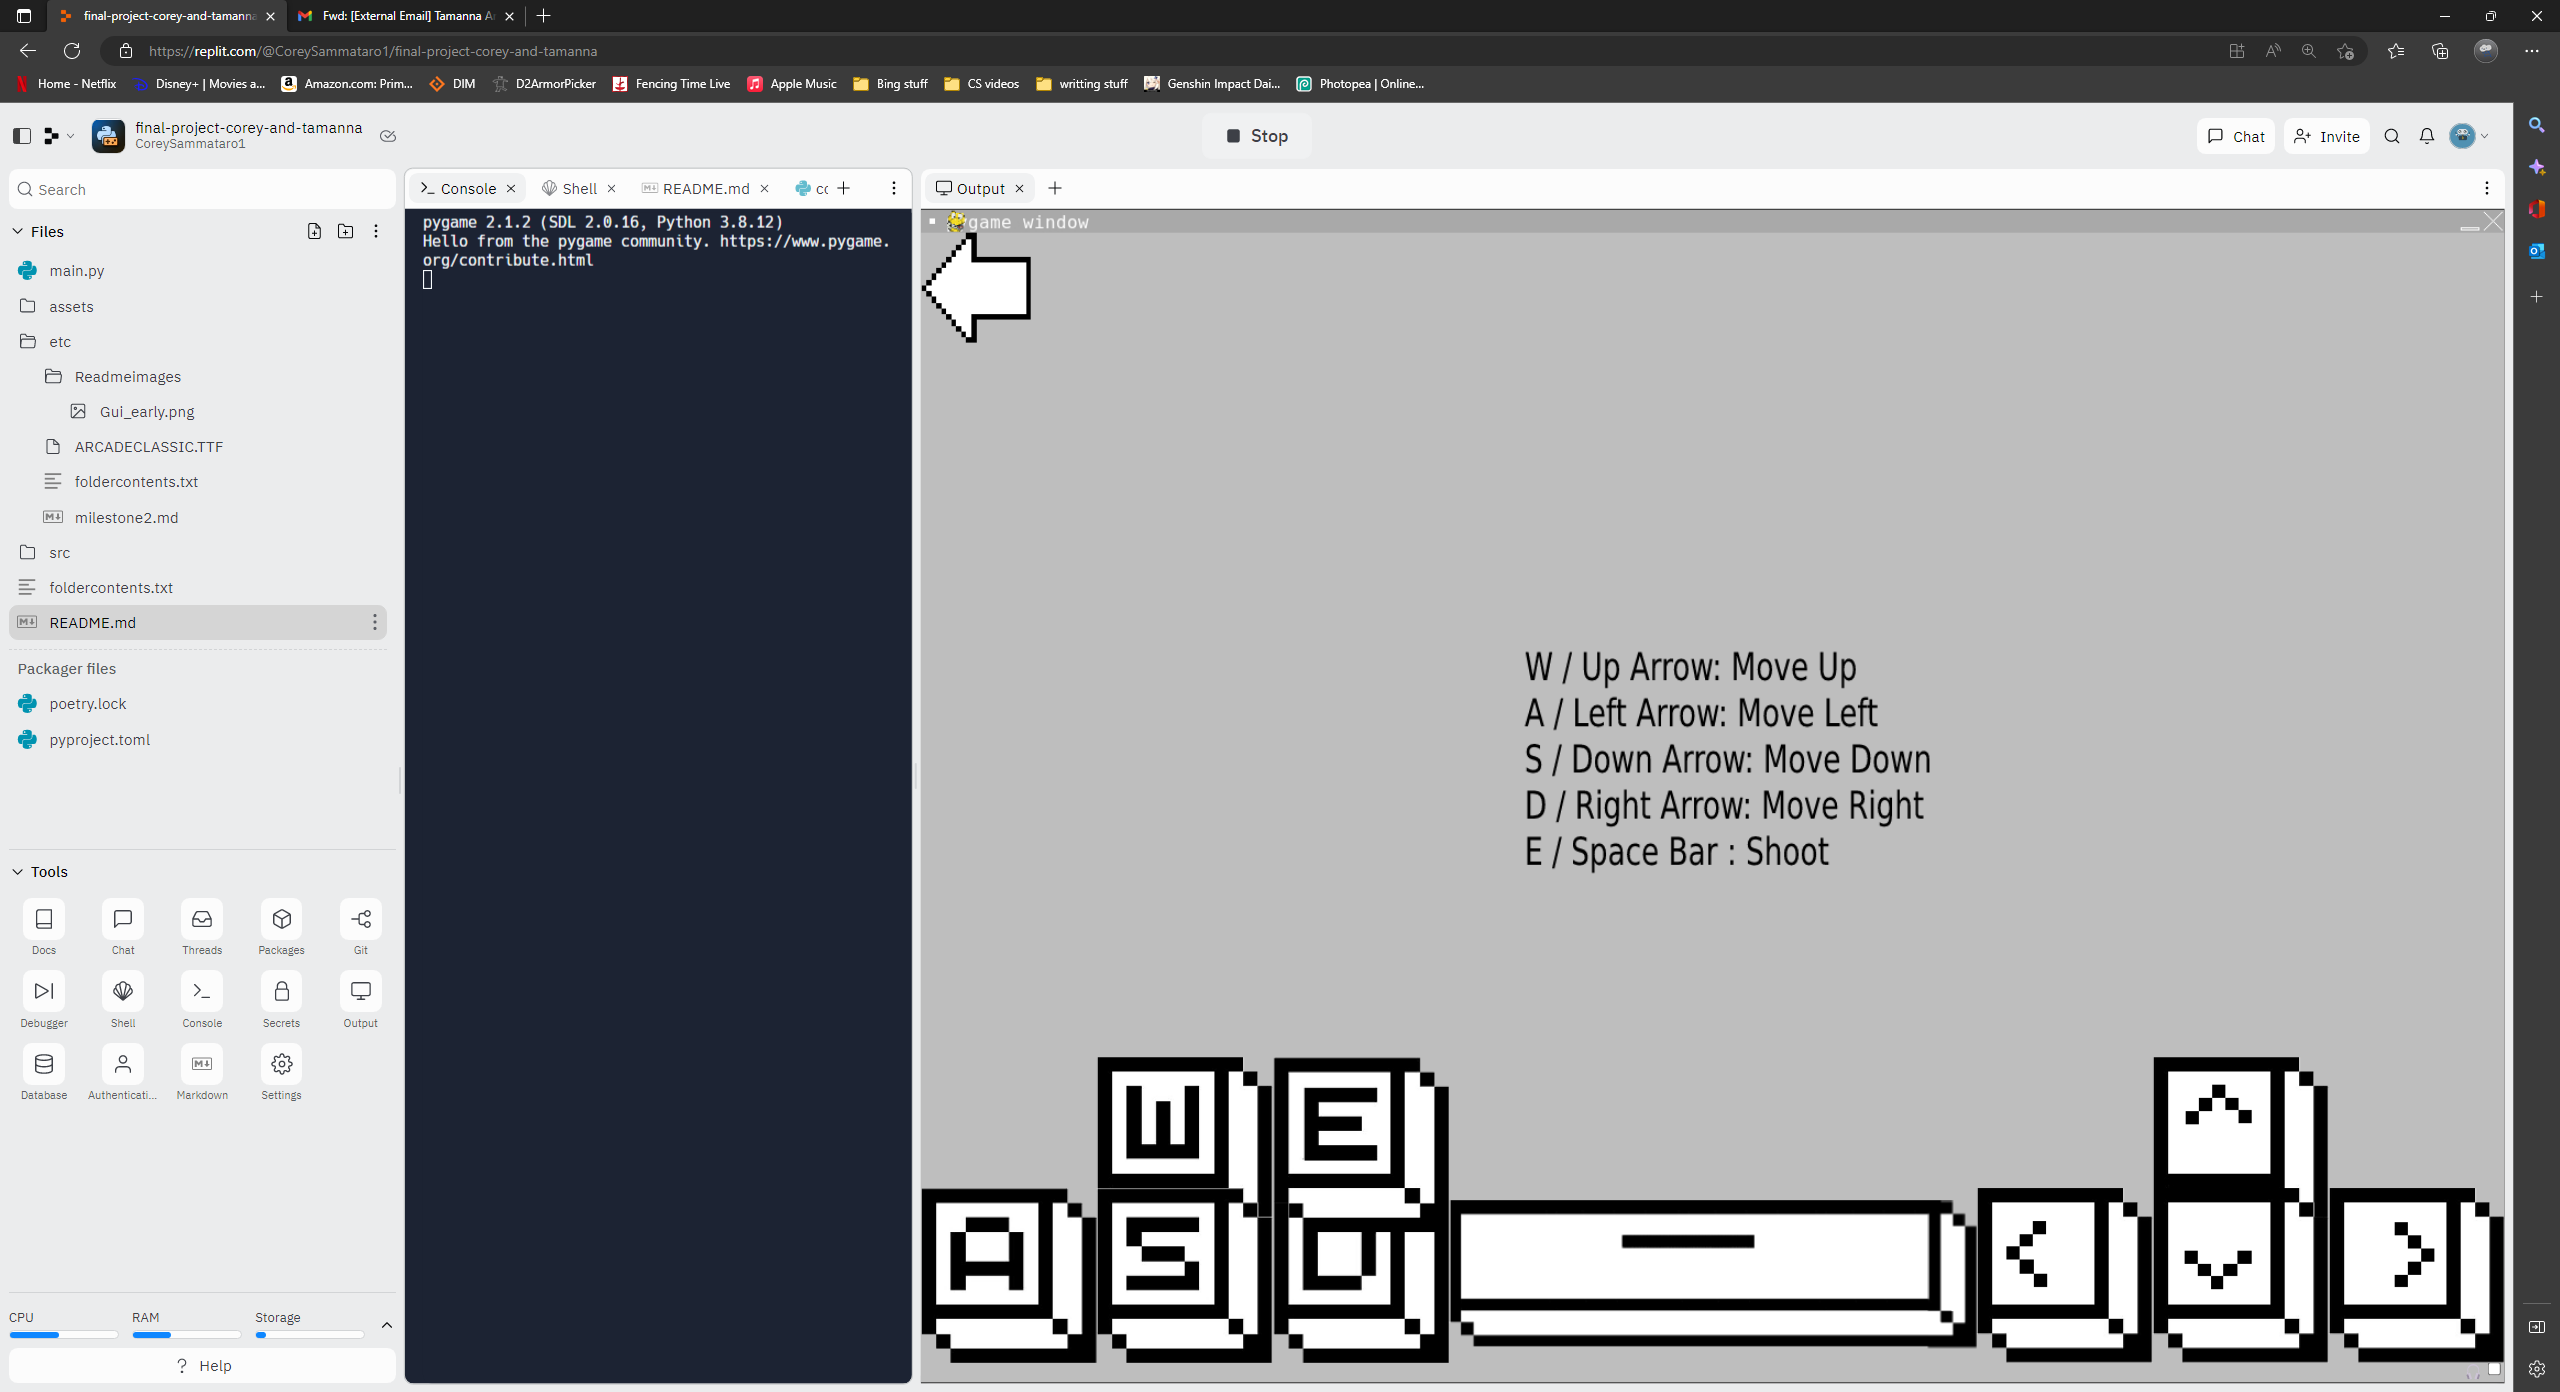 final-project-corey-and-tamanna
Fwd: [External Email] Tamanna A
https://replit.com/@CoreySammataro1/final-project-corey-and-tamanna
Home - Netflix
Disney+ | Movies a...
Amazon.com: Prim...
DIM
D2ArmorPicker
Fencing Time Live
Apple Music
Bing stuff
CS videos
writting stuff
Genshin Impact Dai...
Photopea | Online...
final-project-corey-and-tamanna
CoreySammataro1
Stop
Chat
Invite
Search
Files
main.py
assets
etc
Readmeimages
Gui_early.png
ARCADECLASSIC.TTF
foldercontents.txt
milestone2.md
src
foldercontents.txt
README.md
Packager files
poetry.lock
pyproject.toml
Tools
Docs
Chat
Threads
Packages
Git
Debugger
Shell
Console
Secrets
Output
Database
Authenticati...
Markdown
Settings
CPU
RAM
Storage
? Help
Console
Shell
README.md
pygame 2.1.2 (SDL 2.0.16, Python 3.8.12)
Hello from the pygame community. https://www.pygame.
org/contribute.html
Output
game window
W / Up Arrow: Move Up
A / Left Arrow: Move Left
S / Down Arrow: Move Down
D / Right Arrow: Move Right
E / Space Bar : Shoot
W E ^
A S < >